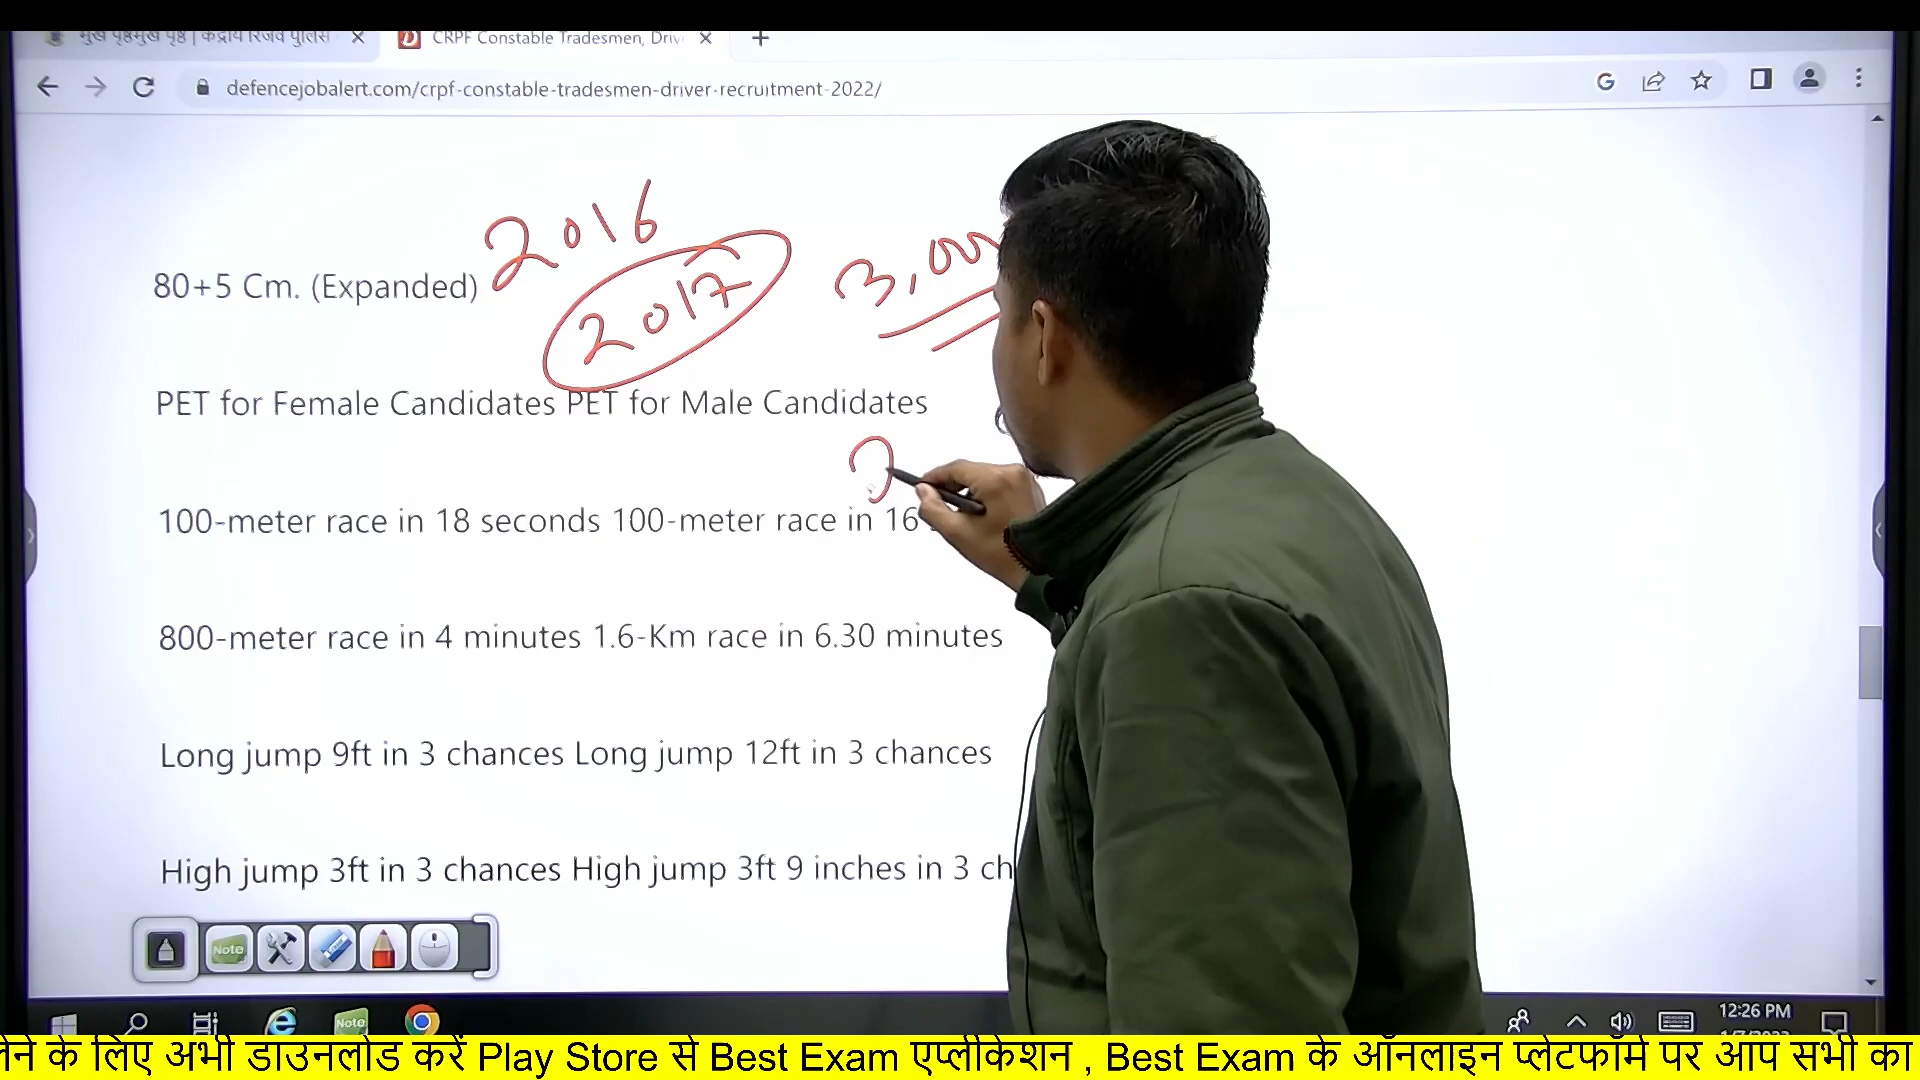 मुख पृष्ठमुख पृष्ठ | केंद्रीय रिजर्व पुलिस
CRPF Constable Tradesmen, Driv
defencejobalert.com/crpf-constable-tradesmen-driver-recruitment-2022/
2016
80+5 Cm. (Expanded)
2017
3,00
PET for Female Candidates PET for Male Candidates
100-meter race in 18 seconds 100-meter race in 16
800-meter race in 4 minutes 1.6-Km race in 6.30 minutes
Long jump 9ft in 3 chances Long jump 12ft in 3 chances
High jump 3ft in 3 chances High jump 3ft 9 inches in 3 ch
Note
Note
12:26 PM
लेने के लिए अभी डाउनलोड करें Play Store से Best Exam एप्लीकेशन , Best Exam के ऑनलाइन प्लेटफॉर्म पर आप सभी का